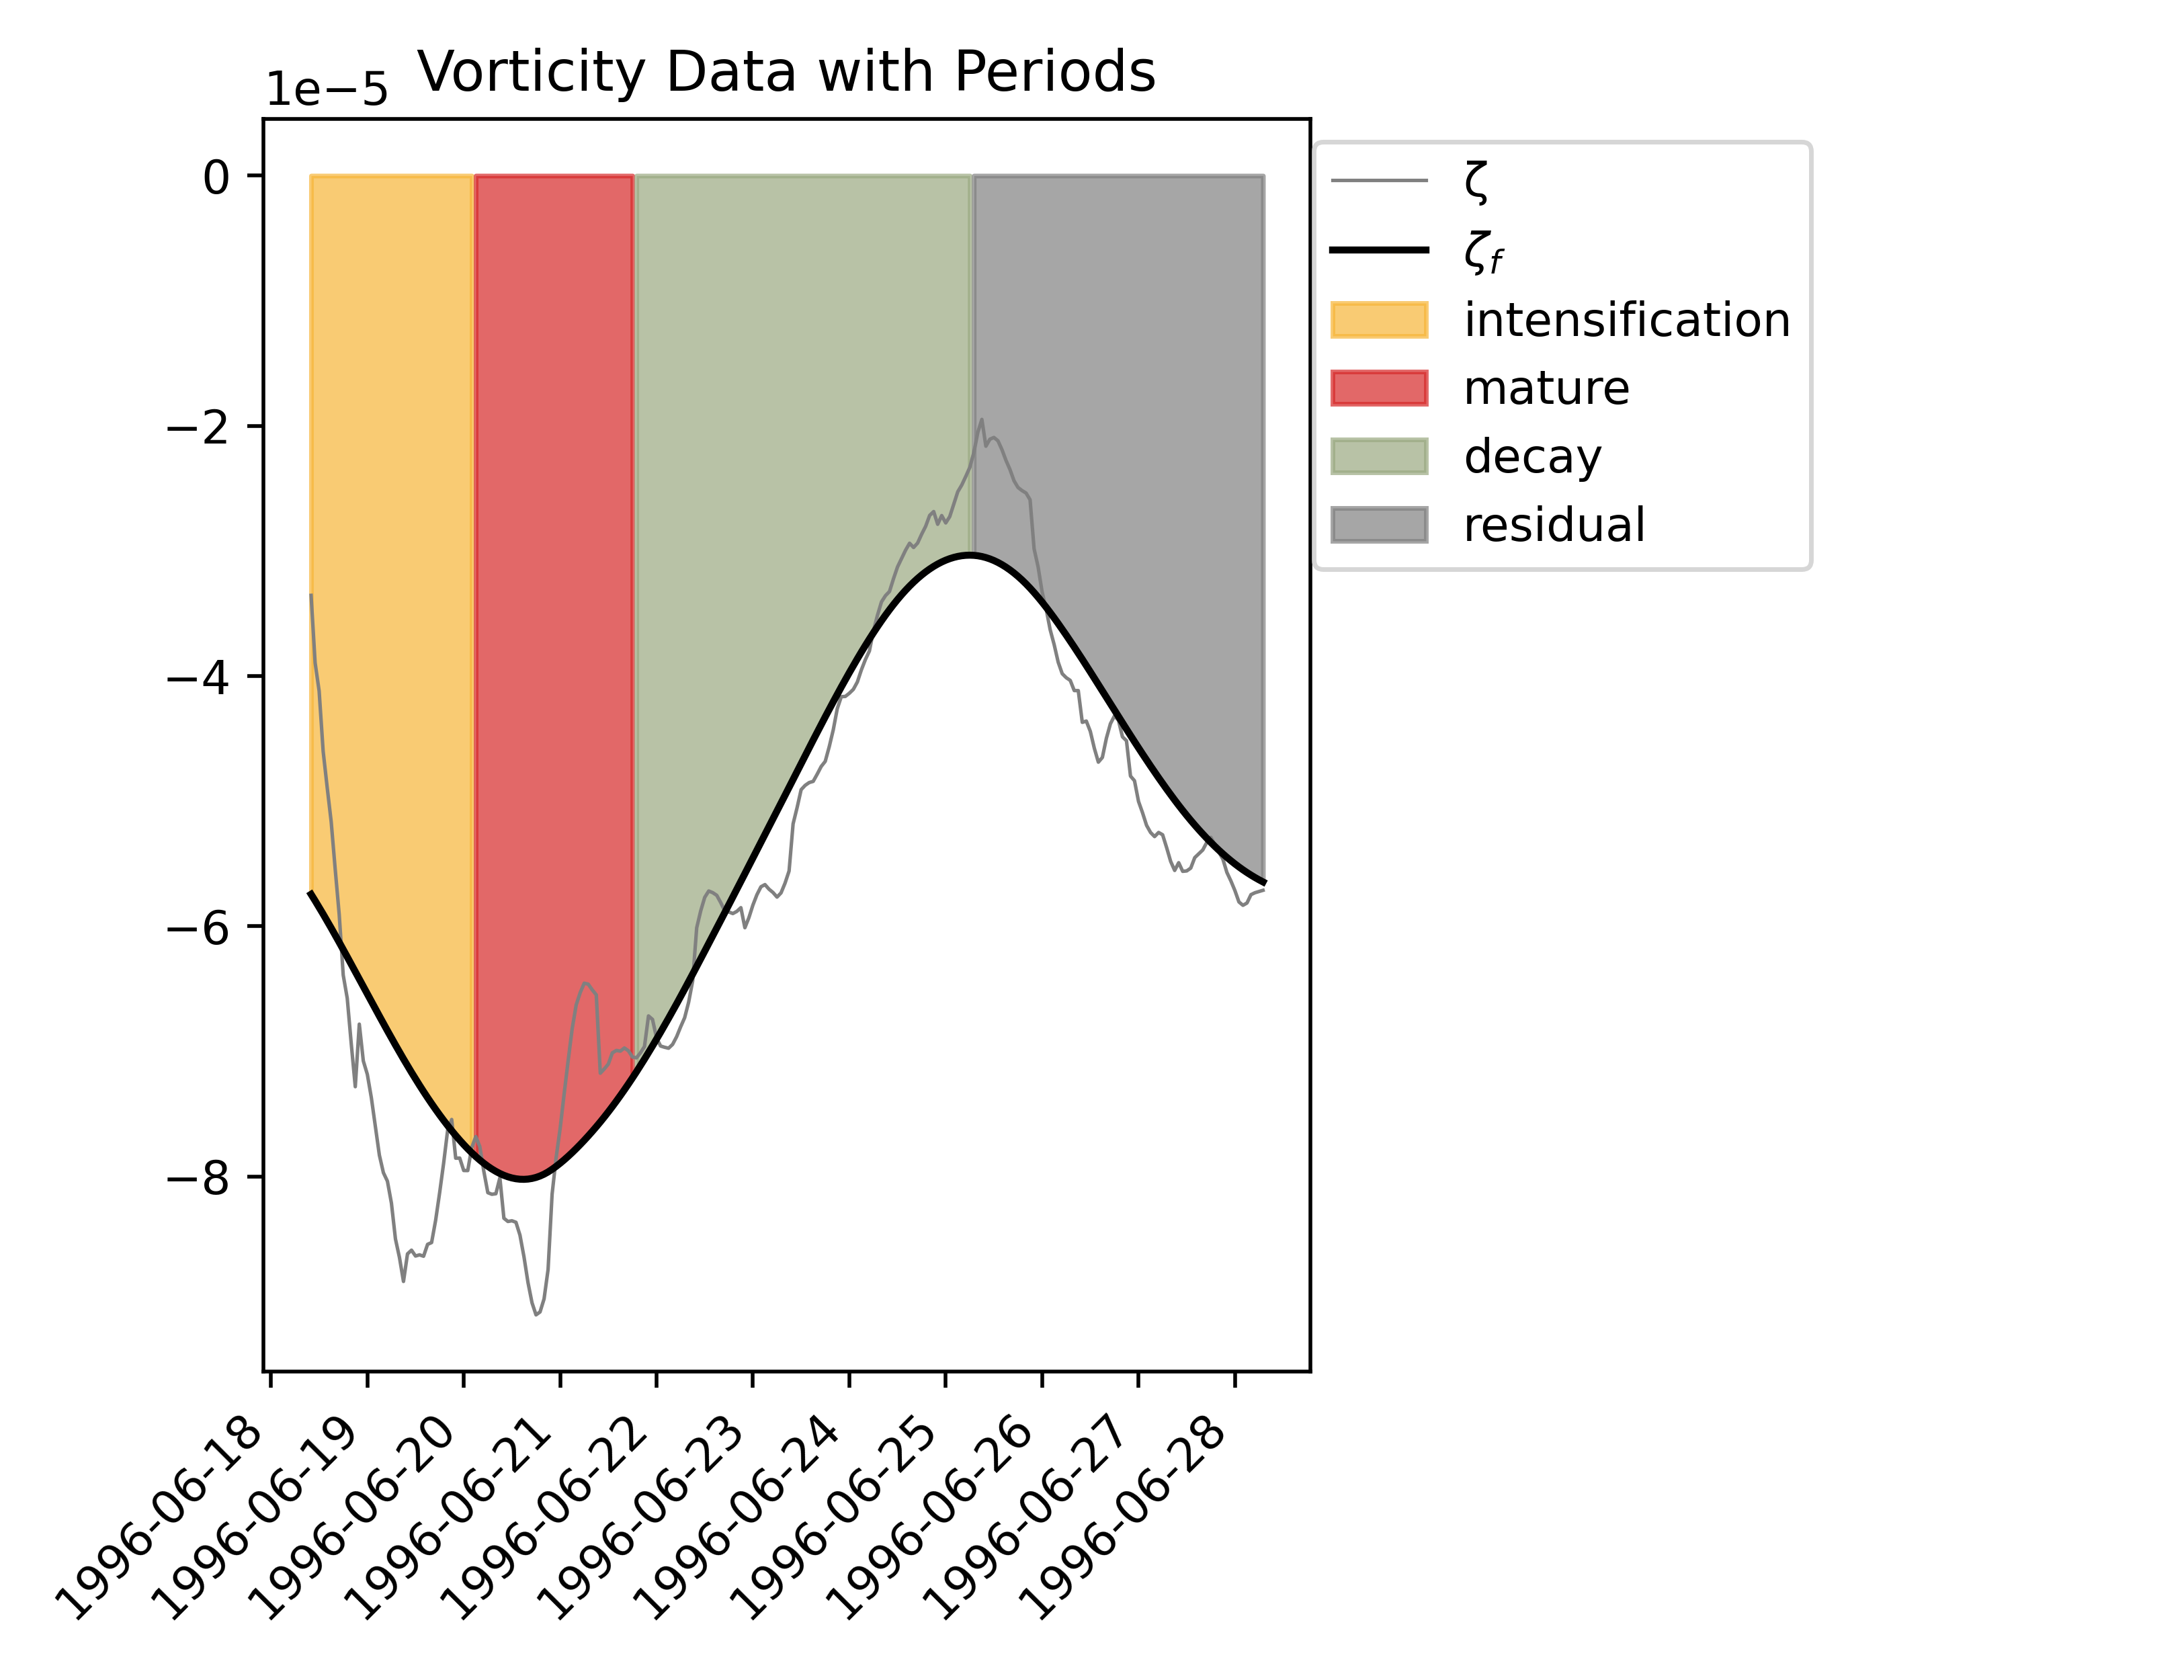 Vorticity Data with Periods
1e−5
0
−2
−4
−6
−8
ζ
ζf
intensification
mature
decay
residual
1996-06-18
1996-06-19
1996-06-20
1996-06-21
1996-06-22
1996-06-23
1996-06-24
1996-06-25
1996-06-26
1996-06-27
1996-06-28